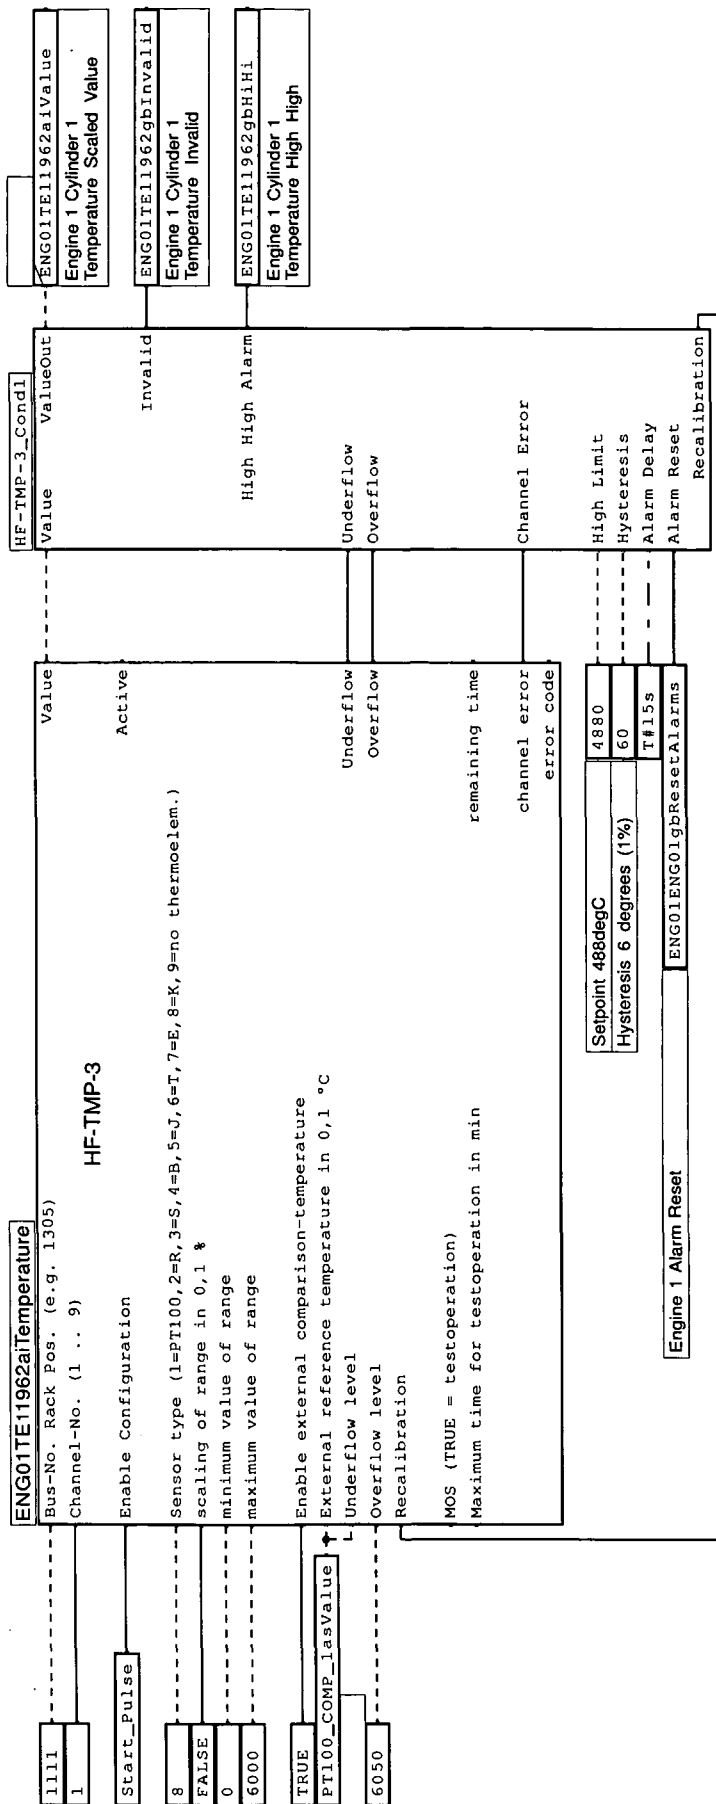 ENG01TE11962aiTemperature
HF-TMP-3
1111
Bus-No. Rack Pos. (e.g. 1305)
Value
1
Channel-No. (1 .. 9)
Start_Pulse
Enable Configuration
Active
8
Sensor type (1=PT100,2=R,3=S,4=B,5=J,6=T,7=E,8=K,9=no thermoelem.)
FALSE
scaling of range in 0,1 %
0
minimum value of range
6000
maximum value of range
TRUE
Enable external comparison-temperature
PT100_COMP_1asValue
External reference temperature in 0,1 °C
Underflow level
Underflow
6050
Overflow level
Overflow
Recalibration
MOS (TRUE = testoperation)
Maximum time for testoperation in min
remaining time
channel error
error code
HF-TMP-3_Cond1
Value
ValueOut
Invalid
High High Alarm
Underflow
Overflow
Channel Error
High Limit
Hysteresis
Alarm Delay
Alarm Reset
Recalibration
ENG01TE11962aiValue
Engine 1 Cylinder 1
Temperature Scaled Value
ENG01TE11962gbInvalid
Engine 1 Cylinder 1
Temperature Invalid
ENG01TE11962gbHiHi
Engine 1 Cylinder 1
Temperature High High
Setpoint 488degC
4880
Hysteresis 6 degrees (1%)
60
T#15s
Engine 1 Alarm Reset
ENG01ENG01gbResetAlarms